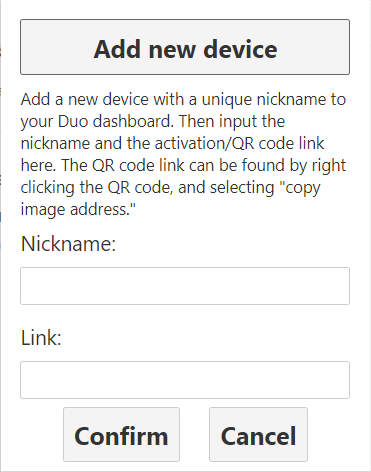 Add new device
Add a new device with a unique nickname to
your Duo dashboard. Then input the
nickname and the activation/QR code link
here. The QR code link can be found by right
clicking the QR code, and selecting "copy
image address."
Nickname:
Link:
Confirm Cancel